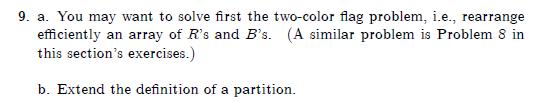 9. a. You may want to solve first the two-color flag problem, i.e., rearrange
efficiently an array of R's and B's. (A similar problem is Problem 8 in
this section's exercises.)
b. Extend the definition of a partition.